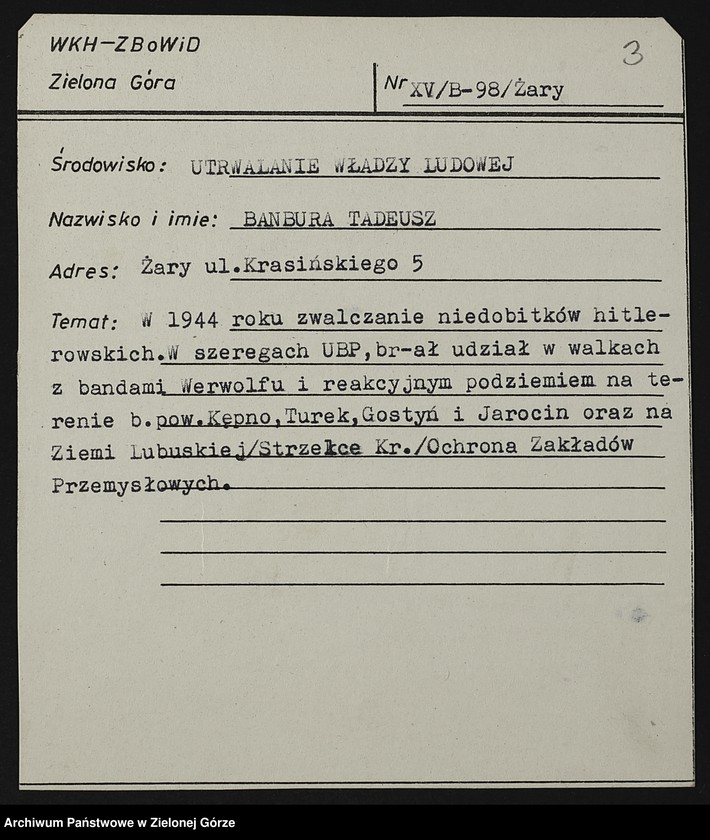 3
WKH-ZBoWiD
Zielona Góra
Nr XV/B-98/Żary
Środowisko: UTRWALANIE WŁADZY LUDOWEJ
Nazwisko i imie: BANBURA TADEUSZ
Adres: Żary ul.Krasińskiego 5
Temat: W 1944 roku zwalczanie niedobitków hitle-
rowskich.W szeregach UBP,br-ał udział w walkach
z bandami Werwolfu i reakcyjnym podziemiem na te-
renie b.pow.Kępno,Turek,Gostyń i Jarocin oraz na
Ziemi Lubuskiej/Strzelce Kr./Ochrona Zakładów
Przemysłowych.
Archiwum Państwowe w Zielonej Górze